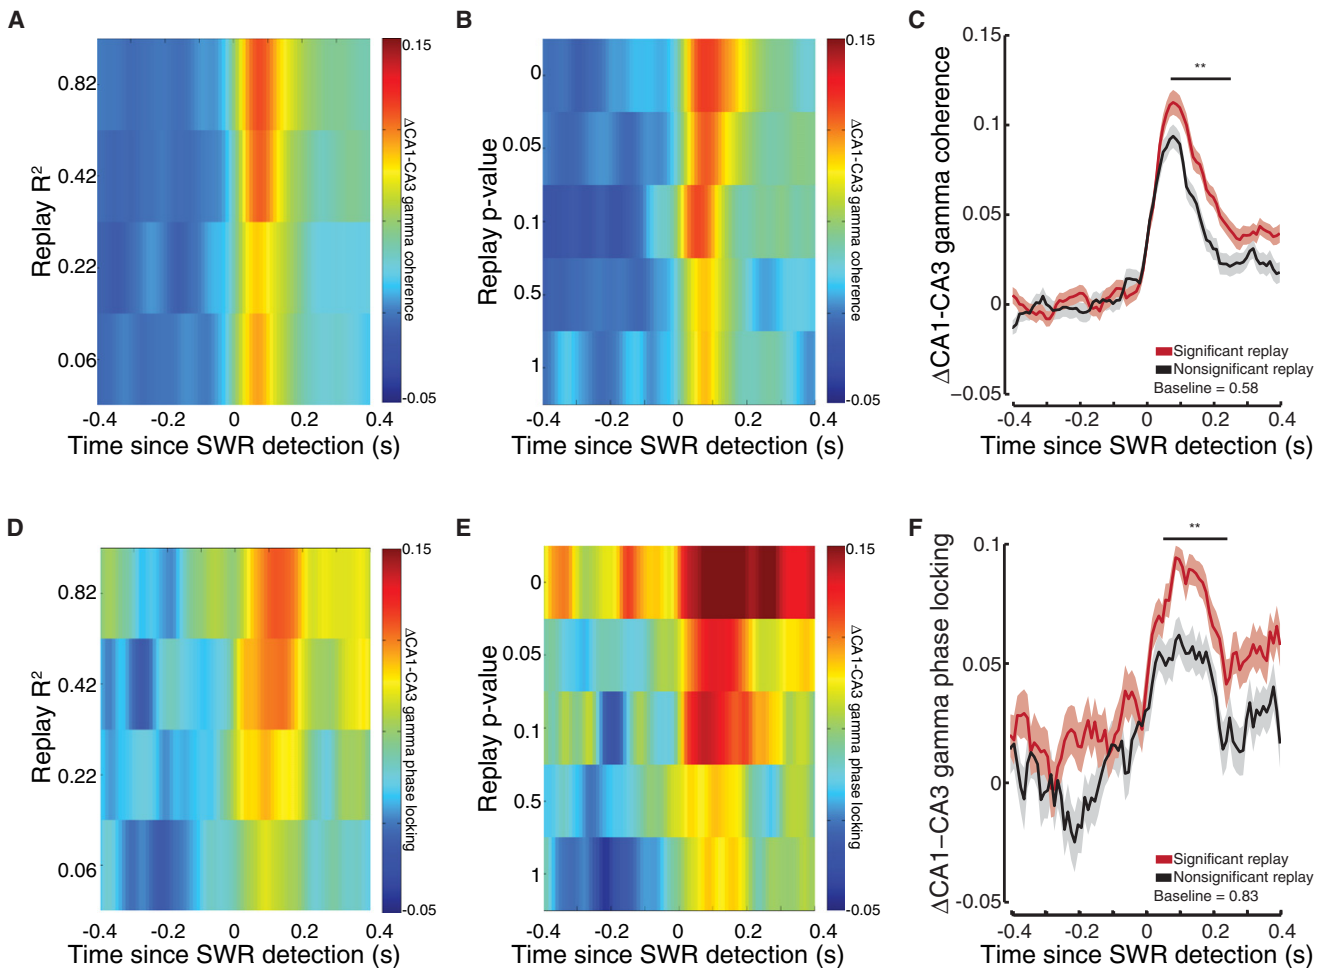 A
0.82
0.42
0.22
0.06
Replay R²
-0.4
-0.2
0
0.2
0.4
Time since SWR detection (s)
0.15
ΔCA1-CA3 gamma coherence
-0.05
B
0
0.05
0.1
0.5
1
Replay p-value
-0.4
-0.2
0
0.2
0.4
Time since SWR detection (s)
0.15
ΔCA1-CA3 gamma coherence
-0.05
C
0.15
0.1
0.05
0
−0.05
ΔCA1-CA3 gamma coherence
**
Significant replay
Nonsignificant replay
Baseline = 0.58
-0.4
-0.2
0
0.2
0.4
Time since SWR detection (s)
D
0.82
0.42
0.22
0.06
Replay R²
-0.4
-0.2
0
0.2
0.4
Time since SWR detection (s)
0.15
ΔCA1-CA3 gamma phase locking
-0.05
E
0
0.05
0.1
0.5
1
Replay p-value
-0.4
-0.2
0
0.2
0.4
Time since SWR detection (s)
0.15
ΔCA1-CA3 gamma phase locking
-0.05
F
0.1
0.05
0
-0.05
ΔCA1−CA3 gamma phase locking
**
Significant replay
Nonsignificant replay
Baseline = 0.83
-0.4
-0.2
0
0.2
0.4
Time since SWR detection (s)